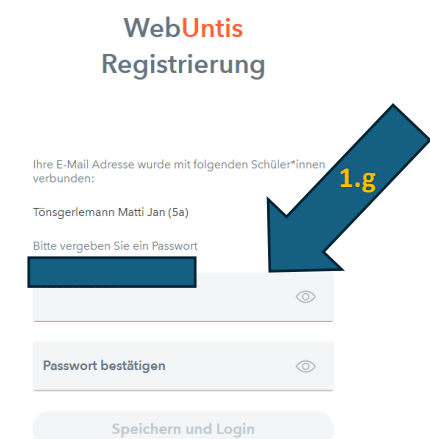 WebUntis
Registrierung
Ihre E-Mail Adresse wurde mit folgenden Schüler*innen
verbunden:
Tönsgerlemann Matti Jan (5a)
1.g
Bitte vergeben Sie ein Passwort
Passwort bestätigen
Speichern und Login